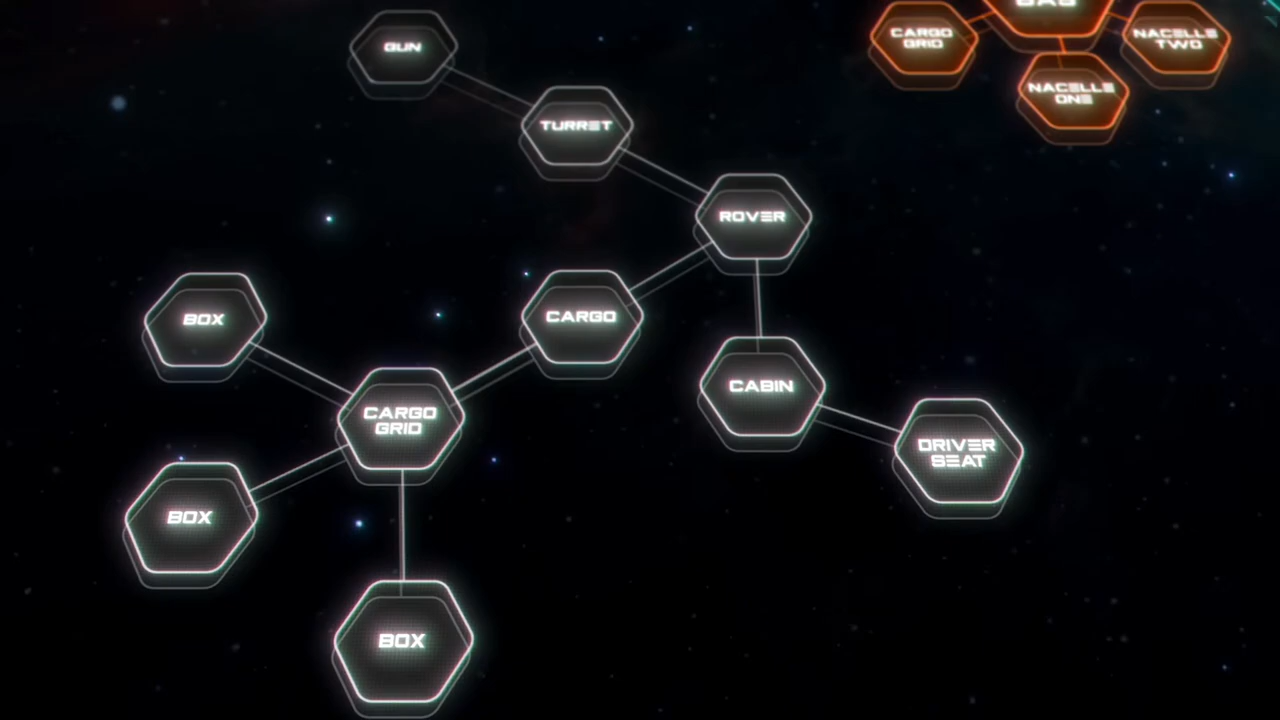 GUN
CARGO
GRID
NACELLE
TWO
NACELLE
ONE
TURRET
ROVER
BOX
CARGO
CABIN
CARGO
GRID
DRIVER
SEAT
BOX
BOX